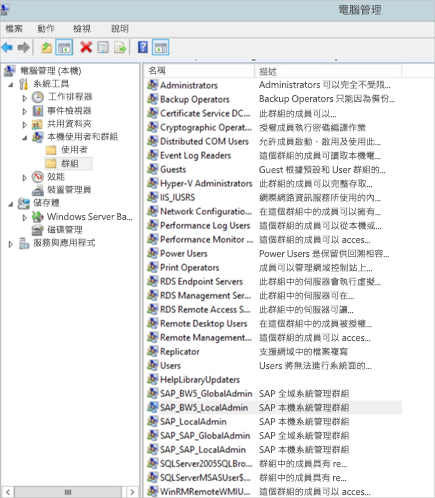 電腦管理
檔案 動作 檢視 說明
電腦管理 (本機)
系統工具
工作排程器
事件檢視器
共用資料夾
本機使用者和群組
使用者
群組
效能
裝置管理員
儲存體
Windows Server Ba...
磁碟管理
服務與應用程式
名稱 描述
Administrators Administrators 可以完全不受限...
Backup Operators Backup Operators 只能因為備份...
Certificate Service DC... 此群組的成員可以...
Cryptographic Operat... 授權成員執行密碼編譯作業
Distributed COM Users 允許成員啟動、啟用及使用此...
Event Log Readers 這個群組的成員可讀取本機電...
Guests Guest 根據預設和 User 群組的...
Hyper-V Administrators 此群組的成員可以完整存取...
IIS_IUSRS 網際網路資訊服務所使用的內...
Network Configuratio... 在這個群組中的成員可以擁有...
Performance Log Users 這個群組的成員可以從本機或...
Performance Monitor ... 這個群組的成員可以 acces...
Power Users Power Users 是保留供回溯相容...
Print Operators 成員可以管理網域控制站上...
RDS Endpoint Servers 此群組中的伺服器會執行虛擬...
RDS Management Ser... 此群組中的伺服器可在...
RDS Remote Access S... 此群組中的伺服器可讓...
Remote Desktop Users 在這個群組中的成員被授權...
Remote Management... 這個群組的成員可以 acces...
Replicator 支援網域中的檔案複寫
Users Users 將無法進行系統面的...
HelpLibraryUpdaters
SAP_BW5_GlobalAdmin SAP 全域系統管理群組
SAP_BW5_LocalAdmin SAP 本機系統管理群組
SAP_LocalAdmin SAP 本機系統管理群組
SAP_SAP_GlobalAdmin SAP 全域系統管理群組
SAP_SAP_LocalAdmin SAP 本機系統管理群組
SQLServer2005SQLBro... 群組中的成員具有 re...
SQLServerMSASUser$... 群組中的成員具有 re...
WinRMRemoteWMIU... 這個群組的成員可以 acces...